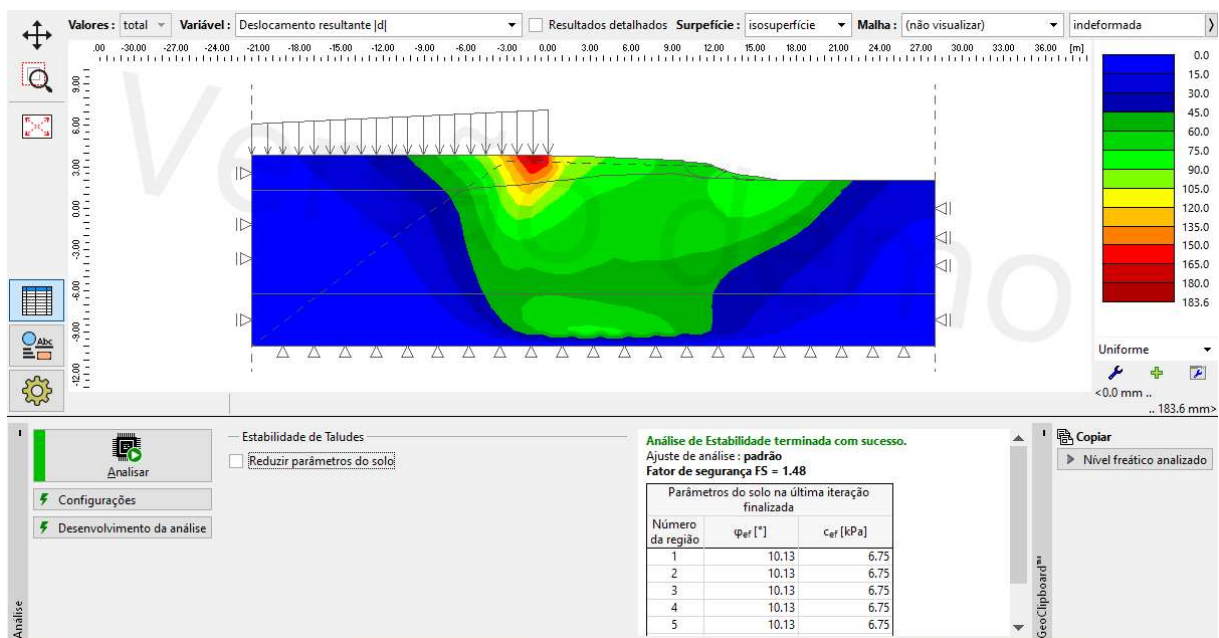 Valores : total Variável : Deslocamento resultante |d| Resultados detalhados Surpefície : isosuperfície Malha : (não visualizar) indeformada
.00 -30.00 -27.00 -24.00 -21.00 -18.00 -15.00 -12.00 -9.00 -6.00 -3.00 0.00 3.00 6.00 9.00 12.00 15.00 18.00 21.00 24.00 27.00 30.00 33.00 36.00 [m]
9.00
6.00
3.00
0.00
-3.00
-6.00
-9.00
-12.00
0.0
15.0
30.0
45.0
60.0
75.0
90.0
105.0
120.0
135.0
150.0
165.0
180.0
183.6
Uniforme
<0.0 mm ..
.. 183.6 mm>
Abc
Análise
Analisar
Configurações
Desenvolvimento da análise
Estabilidade de Taludes
Reduzir parâmetros do solo
Análise de Estabilidade terminada com sucesso.
Ajuste de análise : padrão
Fator de segurança FS = 1.48
Parâmetros do solo na última iteração
finalizada
Número
da região φef [°] cef [kPa]
1 10.13 6.75
2 10.13 6.75
3 10.13 6.75
4 10.13 6.75
5 10.13 6.75
GeoClipboard™
Copiar
Nível freático analizado